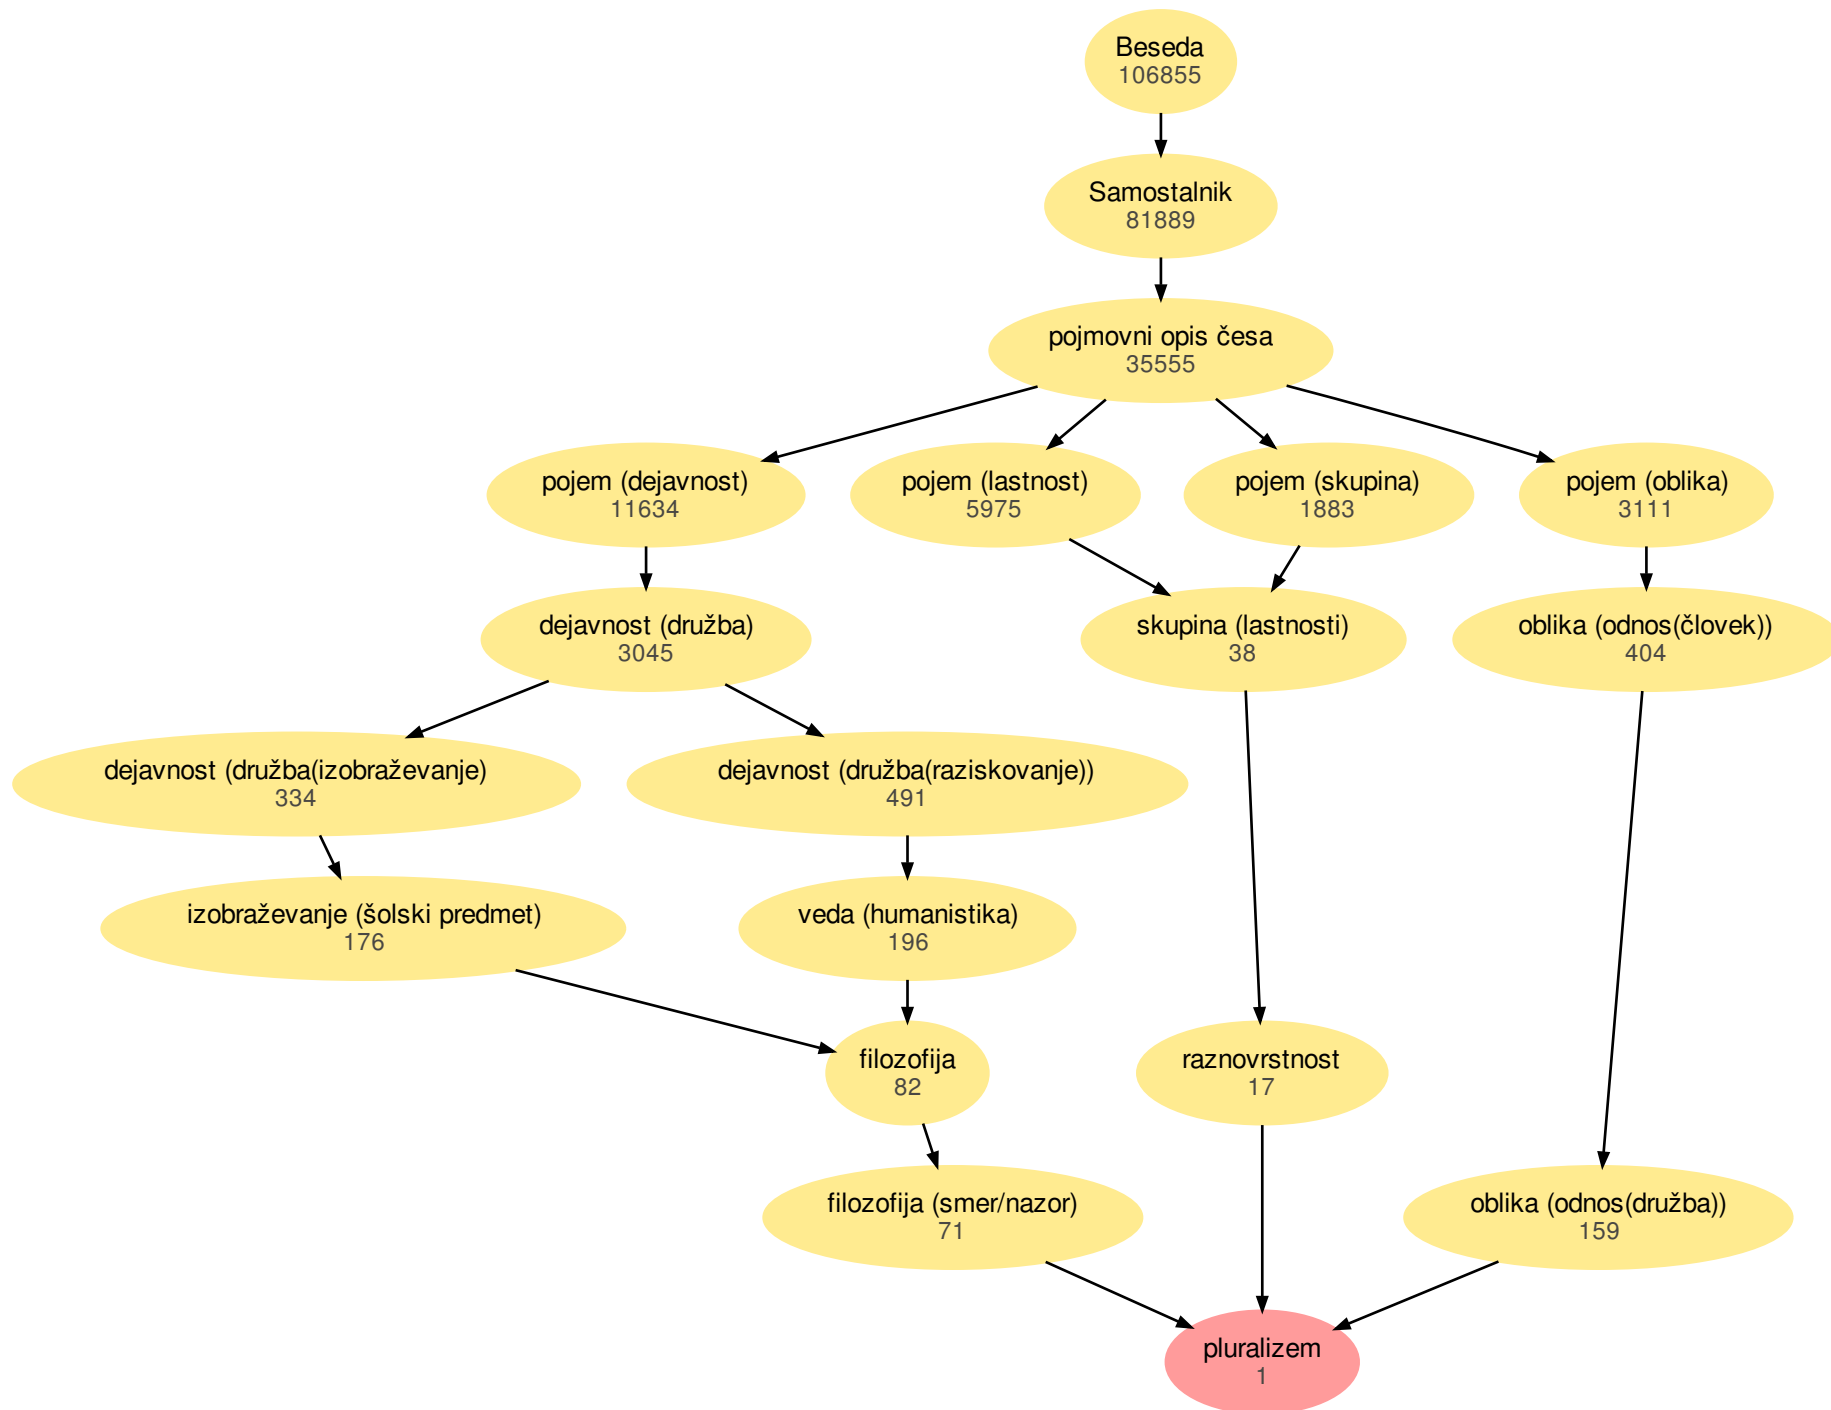 Beseda
106855
Samostalnik
81889
pojmovni opis česa
35555
pojem (dejavnost)
11634
pojem (lastnost)
5975
pojem (skupina)
1883
pojem (oblika)
3111
dejavnost (družba)
3045
skupina (lastnosti)
38
oblika (odnos(človek))
404
dejavnost (družba(izobraževanje)
334
dejavnost (družba(raziskovanje))
491
izobraževanje (šolski predmet)
176
veda (humanistika)
196
filozofija
82
raznovrstnost
17
filozofija (smer/nazor)
71
oblika (odnos(družba))
159
pluralizem
1